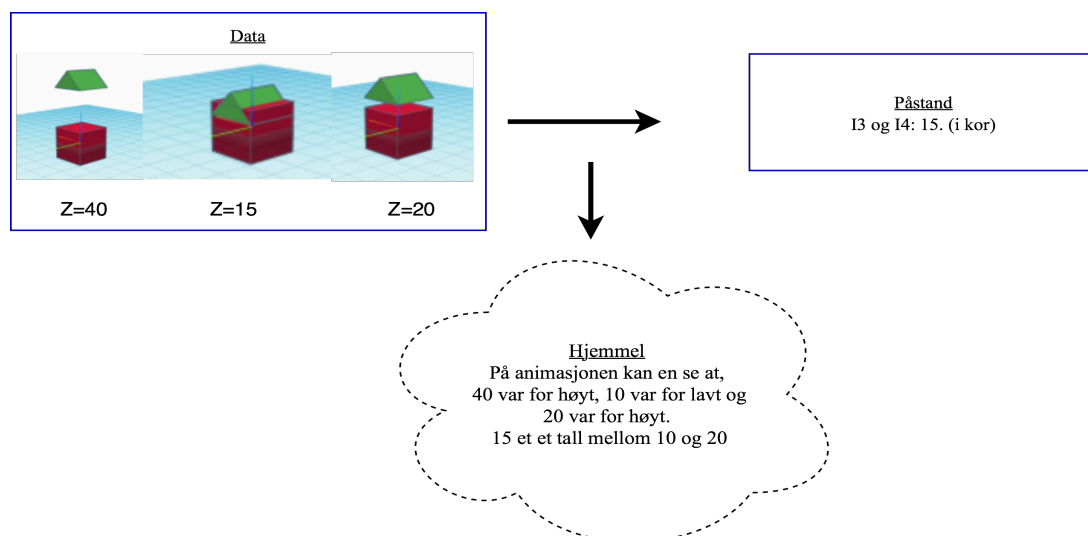 Data
Z=40
Z=15
Z=20
Påstand
I3 og I4: 15. (i kor)
Hjemmel
På animasjonen kan en se at,
40 var for høyt, 10 var for lavt og
20 var for høyt.
15 et et tall mellom 10 og 20